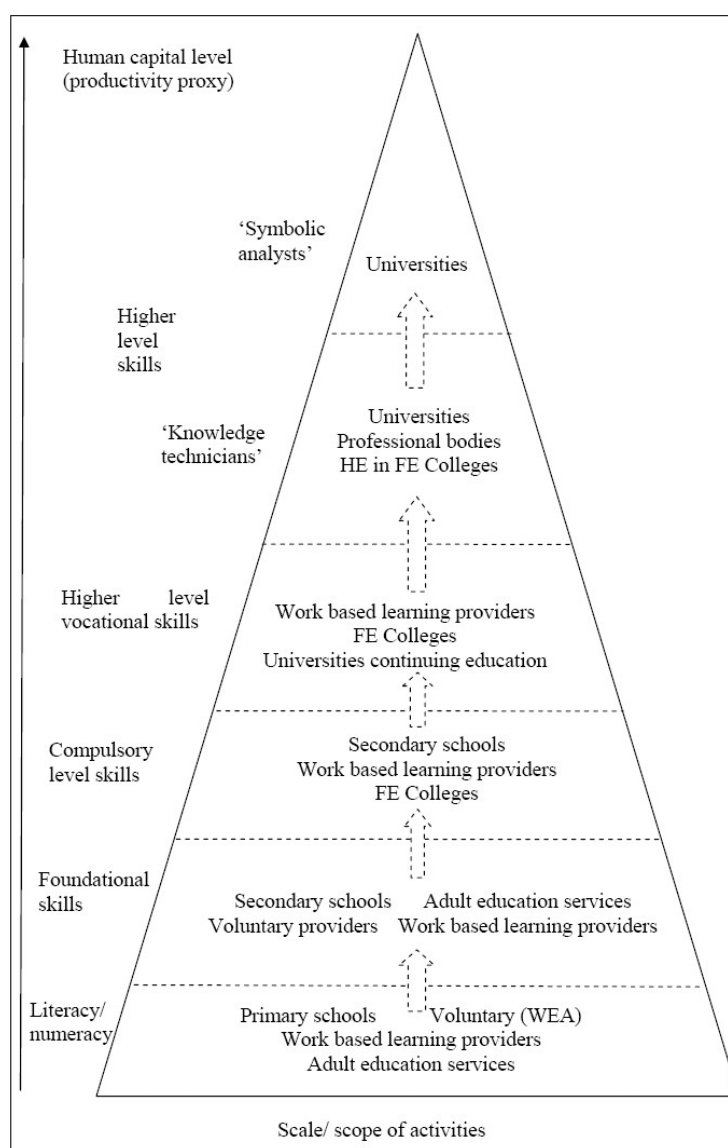 Human capital level
(productivity proxy)
‘Symbolic
analysts’
Universities
Higher
level
skills
Universities
Professional bodies
HE in FE Colleges
‘Knowledge
technicians’
Higher level
vocational skills
Work based learning providers
FE Colleges
Universities continuing education
Compulsory
level skills
Secondary schools
Work based learning providers
FE Colleges
Foundational
skills
Secondary schools Adult education services
Voluntary providers Work based learning providers
Literacy/
numeracy
Primary schools Voluntary (WEA)
Work based learning providers
Adult education services
Scale/ scope of activities